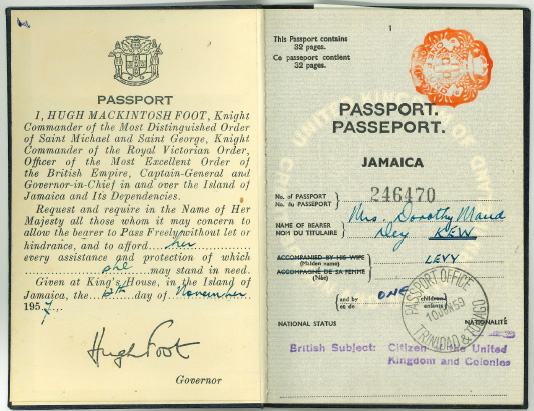 PASSPORT
I, HUGH MACKINTOSH FOOT, Knight
Commander of the Most Distinguished Order
of Saint Michael and Saint George, Knight
Commander of the Royal Victorian Order,
Officer of the Most Excellent Order of
the British Empire, Captain-General and
Governor-in-Chief in and over the Island of
Jamaica and Its Dependencies.
Request and require in the Name of Her
Majesty all those whom it may concern to
allow the bearer to Pass Freely without let or
hindrance, and to afford her
every assistance and protection of which
she may stand in need.
Given at King's House, in the Island of
Jamaica, the day of November
1957
Hugh Foot
Governor
1
This Passport contains
32 pages.
Ce passeport contient
32 pages.
PASSPORT.
PASSEPORT.
JAMAICA
No. of PASSPORT
No. du PASSEPORT
246470
NAME OF BEARER
NOM DU TITULAIRE
Mrs. Dorothy Maud
Dey KEW
ACCOMPANIED BY HIS WIFE
(Maiden name)
ACCOMPAGNÉ DE SA FEMME
(Née)
LEVY
and by
et de
ONE
children
enfants
PASSPORT OFFICE
10 JUN 59
TRINIDAD & TOBAGO
NATIONAL STATUS
NATIONALITÉ
British Subject: Citizen the United
Kingdom and Colonies